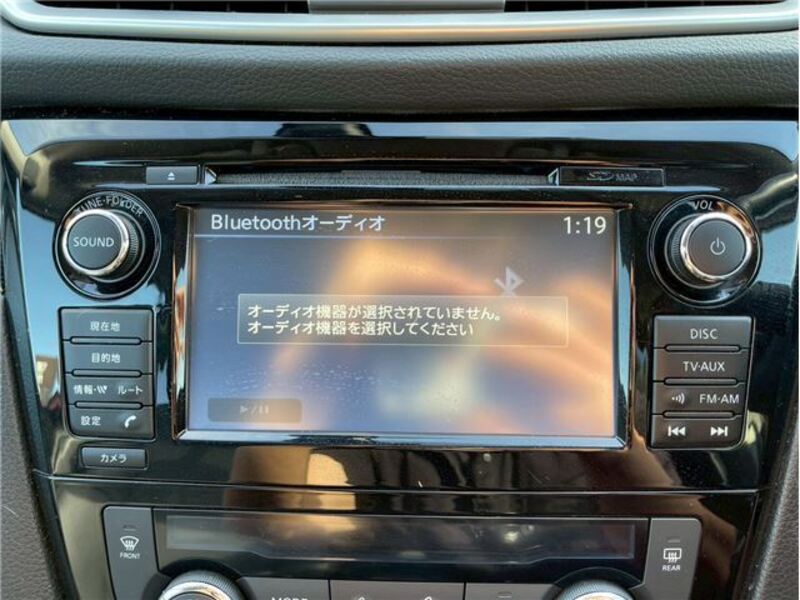 SD MAP
TUNE·FOLDER
VOL
SOUND
Bluetoothオーディオ
1:19
オーディオ機器が選択されていません。
オーディオ機器を選択してください
現在地
目的地
情報·VV ルート
設定
カメラ
DISC
TV·AUX
FM·AM
FRONT
MODE
REAR